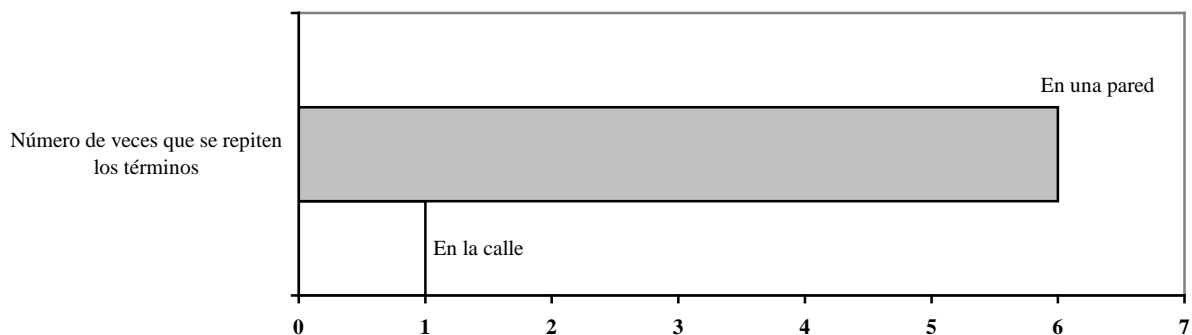 En una pared
Número de veces que se repiten
los términos
En la calle
0 1 2 3 4 5 6 7